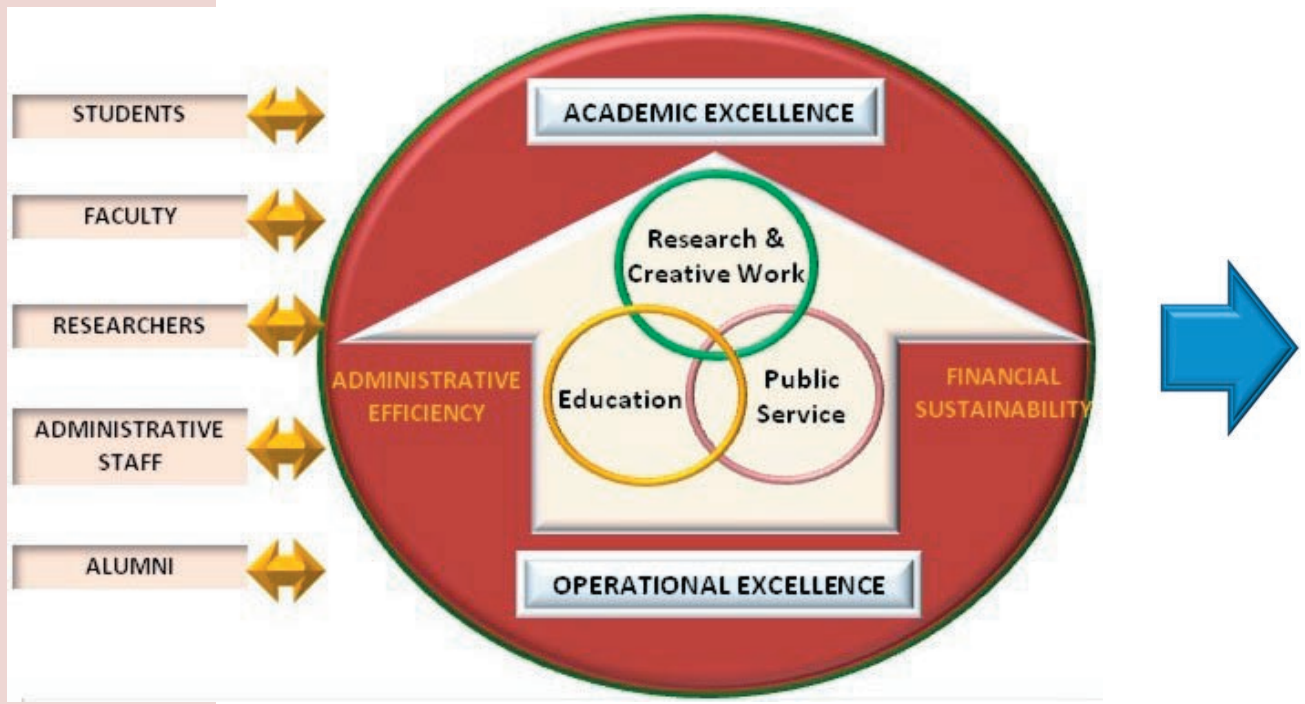 STUDENTS
FACULTY
RESEARCHERS
ADMINISTRATIVE
STAFF
ALUMNI
ACADEMIC EXCELLENCE
Research &
Creative Work
Education
Public
Service
ADMINISTRATIVE
EFFICIENCY
FINANCIAL
SUSTAINABILITY
OPERATIONAL EXCELLENCE